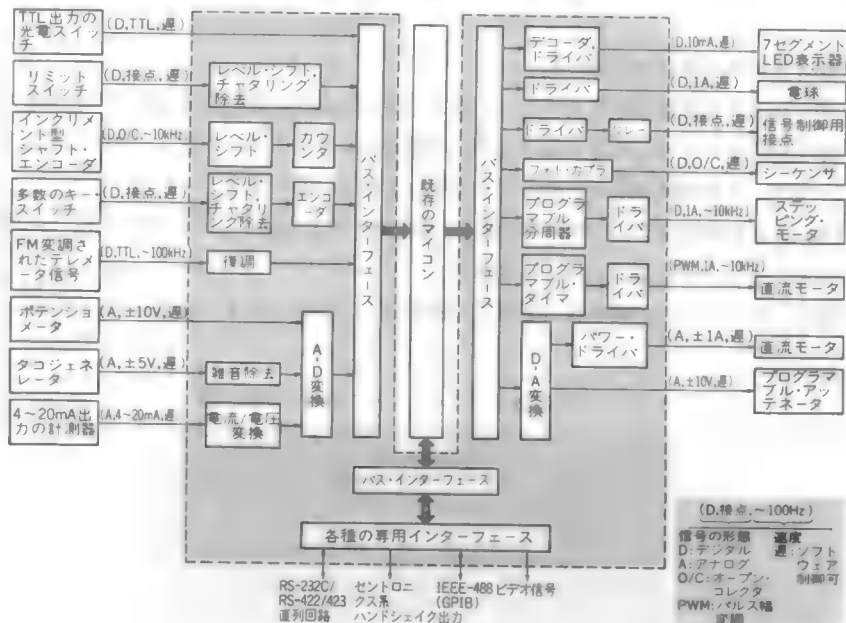 TTL出力の
光電スイッ
チ
(D,TTL,遅)
リミット
スイッチ
(D,接点,遅)
レベル・シフト,
チャタリング
除去
インクリ
メント型
シャフト・
エンコーダ
(D,O/C,~10kHz)
レベル・
シフト
カウ
ンタ
多数のキー・
スイッチ
(D,接点,遅)
レベル・
シフト,
チャタリ
ング除去
エンコ
ーダ
FM変調さ
れたテレメ
ータ信号
(D,TTL,~100kHz)
復調
ポテンショ
メータ
(A,±10V,遅)
タコジェネ
レータ
(A,±5V,遅)
雑音除去
4~20mA出
力の計測器
(A,4~20mA,遅)
電流/電圧
変換
A-D変換
バス・インターフェース
既存のマイコン
バス・インターフェース
デコーダ,
ドライバ
(D,10mA,遅)
7セグメント
LED表示器
ドライバ
(D,1A,遅)
電球
ドライバ
リレー
(D,接点,遅)
信号制御用
接点
フォト・カプラ
(D,O/C,遅)
シーケンサ
プログラ
マブル
分周器
ドラ
イバ
(D,1A,~10kHz)
ステッ
ピング・
モータ
プログラ
マブル・
タイマ
ドラ
イバ
(PWM,1A,~10kHz)
直流モータ
D-A変換
パワー・
ドライバ
(A,±1A,遅)
直流モータ
(A,±10V,遅)
プログラマ
ブル・アッ
テネータ
バス・インターフェース
各種の専用インターフェース
RS-232C/
RS-422/423
直列回路
セントロニ
クス系
ハンドシェイク出力
IEEE-488
(GPIB)
ビデオ信号
(D,接点,~100Hz)
信号の形態
D:デジタル
A:アナログ
O/C:オープン・
コレクタ
PWM:パルス幅
変調
速度
遅:ソフト
ウェア
制御可